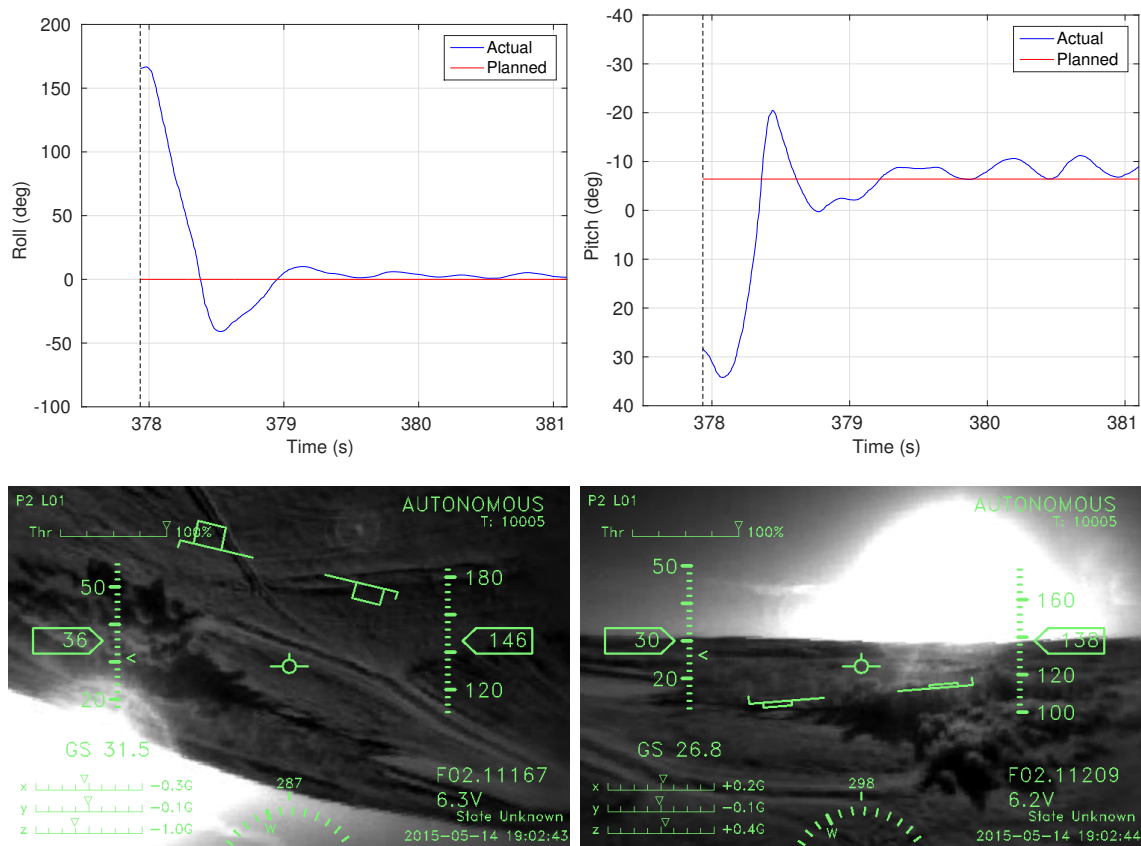 200
150
100
50
0
-50
-100
378
379
380
381
Roll (deg)
Time (s)
Actual
Planned
-40
-30
-20
-10
0
10
20
30
40
378
379
380
381
Pitch (deg)
Time (s)
Actual
Planned
P2 L01
AUTONOMOUS
T: 10005
Thr 100%
50
180
36
146
20
120
GS 31.5
287
F02.11167
6.3V
x -0.3G
y -0.1G
z -1.0G
W
State Unknown
2015-05-14 19:02:43
P2 L01
AUTONOMOUS
T: 10005
Thr 100%
50
160
30
138
20
120
100
GS 26.8
298
F02.11209
6.2V
x +0.2G
y -0.1G
z +0.4G
W
State Unknown
2015-05-14 19:02:44